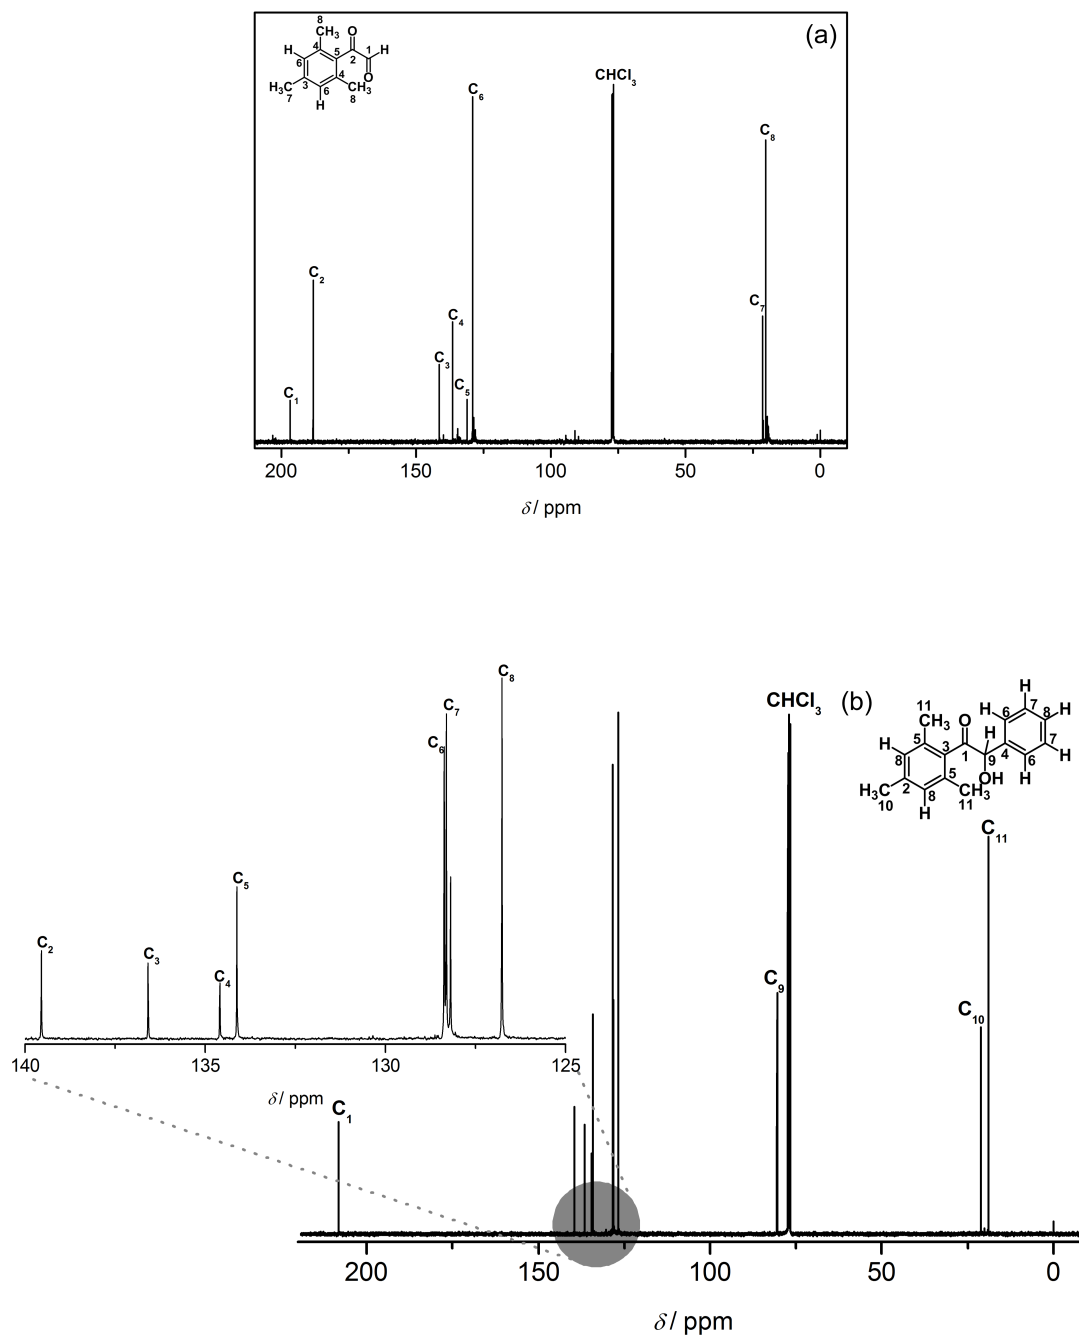 (a)
8
CH₃
O
H
4
5
1
H
6
2
O
H₃C
3
6
4
CH₃
7
8
H
CHCl₃
C₆
C₈
C₂
C₇
C₄
C₃
C₅
C₁
200
150
100
50
0
δ / ppm
C₈
C₇
C₆
C₅
C₂
C₃
C₄
140
135
130
125
δ / ppm
CHCl₃
(b)
H
H
7
H
11
CH₃
O
H
6
8
H
5
3
1
9
4
7
H
8
6
H
H₃C
2
5
OH
CH₃
H
10
8
11
H
C₁₁
C₉
C₁₀
C₁
200
150
100
50
0
δ / ppm